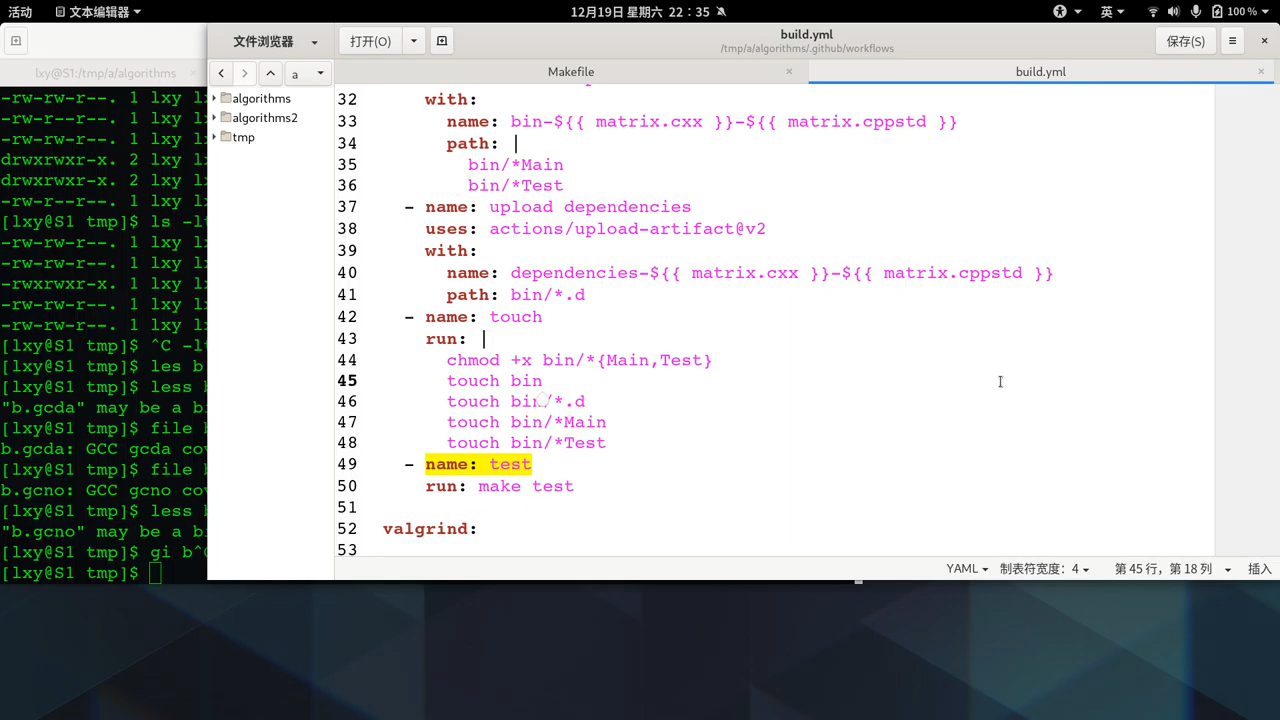 活动 文本编辑器 12月19日 星期六 22：35 英 100 %
lxy@S1:/tmp/a/algorithms ×
-rw-rw-r--. 1 lxy l
-rw-r--r--. 1 lxy l
-rw-rw-r--. 1 lxy l
drwxrwxr-x. 2 lxy l
drwxrwxr-x. 2 lxy l
-rw-r--r--. 1 lxy l
[lxy@S1 tmp]$ ls -l
-rw-rw-r--. 1 lxy l
-rw-rw-r--. 1 lxy l
-rwxrwxr-x. 1 lxy l
-rw-rw-r--. 1 lxy l
-rw-rw-r--. 1 lxy l
[lxy@S1 tmp]$ ^C -l
[lxy@S1 tmp]$ les b
[lxy@S1 tmp]$ less
"b.gcda" may be a b
[lxy@S1 tmp]$ file
b.gcda: GCC gcda co
[lxy@S1 tmp]$ file
b.gcno: GCC gcno co
[lxy@S1 tmp]$ less
"b.gcno" may be a b
[lxy@S1 tmp]$ gi b^
[lxy@S1 tmp]$
文件浏览器 打开(O) build.yml 保存(S)
/tmp/a/algorithms/.github/workflows
a Makefile × build.yml ×
algorithms
algorithms2
tmp
32 with:
33 name: bin-${{ matrix.cxx }}-${{ matrix.cppstd }}
34 path: |
35 bin/*Main
36 bin/*Test
37 - name: upload dependencies
38 uses: actions/upload-artifact@v2
39 with:
40 name: dependencies-${{ matrix.cxx }}-${{ matrix.cppstd }}
41 path: bin/*.d
42 - name: touch
43 run: |
44 chmod +x bin/*{Main,Test}
45 touch bin
46 touch bin/*.d
47 touch bin/*Main
48 touch bin/*Test
49 - name: test
50 run: make test
51
52 valgrind:
53
YAML 制表符宽度：4 第 45 行，第 18 列 插入